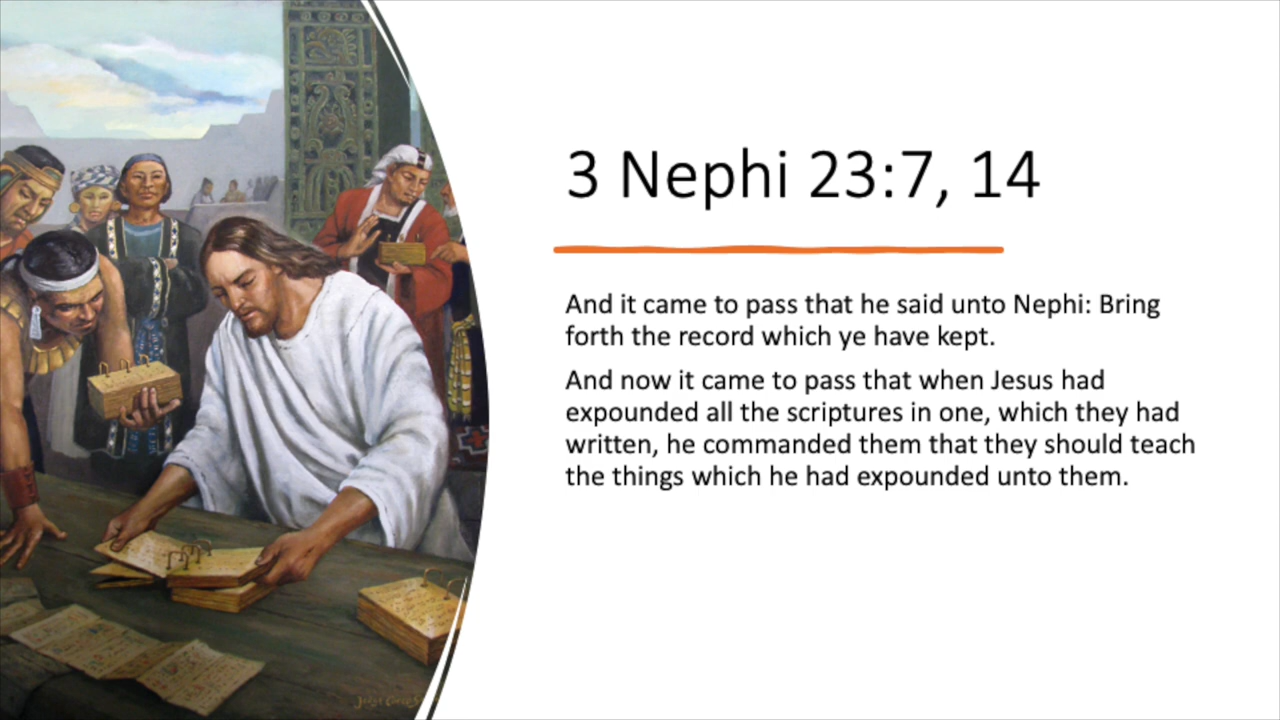 3 Nephi 23:7, 14
And it came to pass that he said unto Nephi: Bring
forth the record which ye have kept.
And now it came to pass that when Jesus had
expounded all the scriptures in one, which they had
written, he commanded them that they should teach
the things which he had expounded unto them.